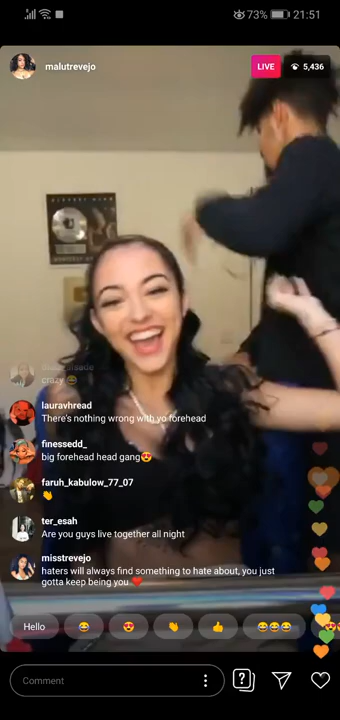 73% 21:51
malutrevejo LIVE 5,436
crazy 😂
lauravhread
There's nothing wrong with yo forehead
finessedd_
big forehead head gang😍
faruh_kabulow_77_07
👏
ter_esah
Are you guys live together all night
misstrevejo
haters will always find something to hate about, you just
gotta keep being you ❤️
Hello 😂 😍 👏 👍 😂😂😂
Comment